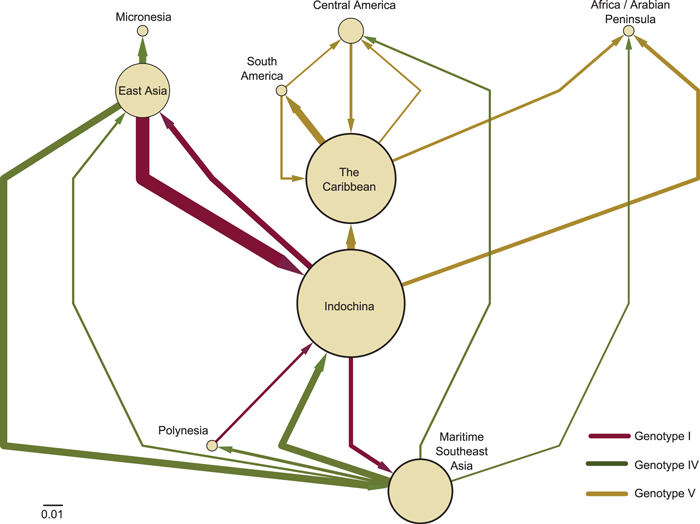 Micronesia
Central America
Africa / Arabian
Peninsula
South
America
East Asia
The
Caribbean
Indochina
Polynesia
Maritime
Southeast
Asia
Genotype I
Genotype IV
Genotype V
0.01